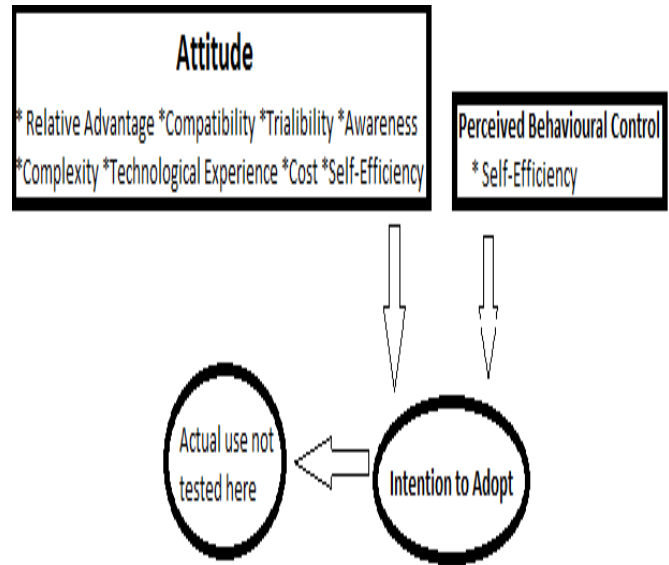 Attitude
* Relative Advantage *Compatibility *Trialibility *Awareness
*Complexity *Technological Experience *Cost *Self-Efficiency
Perceived Behavioural Control
* Self-Efficiency
Actual use not
tested here
Intention to Adopt